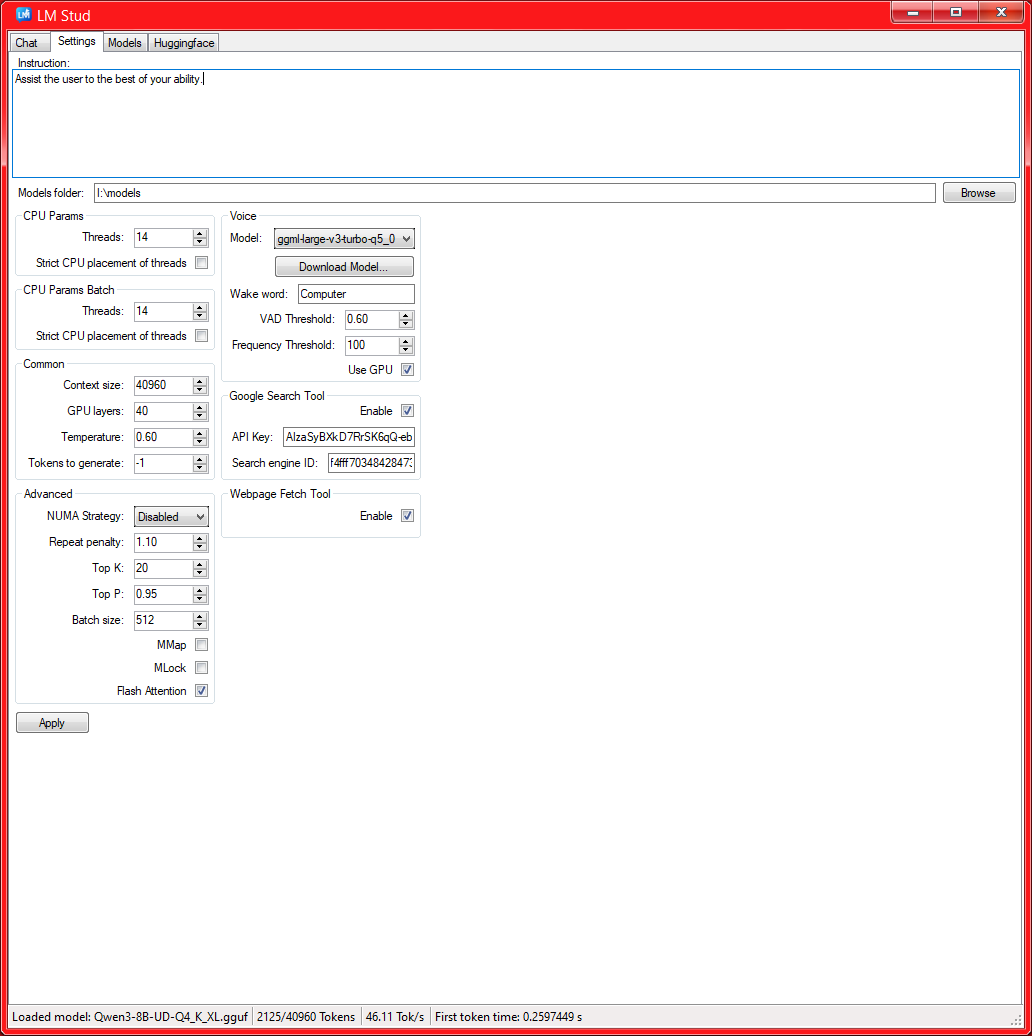 LM Stud
Chat Settings Models Huggingface
Instruction:
Assist the user to the best of your ability.
Models folder: I:\models Browse
CPU Params
Threads: 14
Strict CPU placement of threads
CPU Params Batch
Threads: 14
Strict CPU placement of threads
Common
Context size: 40960
GPU layers: 40
Temperature: 0.60
Tokens to generate: -1
Advanced
NUMA Strategy: Disabled
Repeat penalty: 1.10
Top K: 20
Top P: 0.95
Batch size: 512
MMap
MLock
Flash Attention
Apply
Voice
Model: ggml-large-v3-turbo-q5_0
Download Model...
Wake word: Computer
VAD Threshold: 0.60
Frequency Threshold: 100
Use GPU
Google Search Tool
Enable
API Key: AIzaSyBXkD7RrSK6qQ-eb
Search engine ID: f4fff70348428473
Webpage Fetch Tool
Enable
Loaded model: Qwen3-8B-UD-Q4_K_XL.gguf 2125/40960 Tokens 46.11 Tok/s First token time: 0.2597449 s